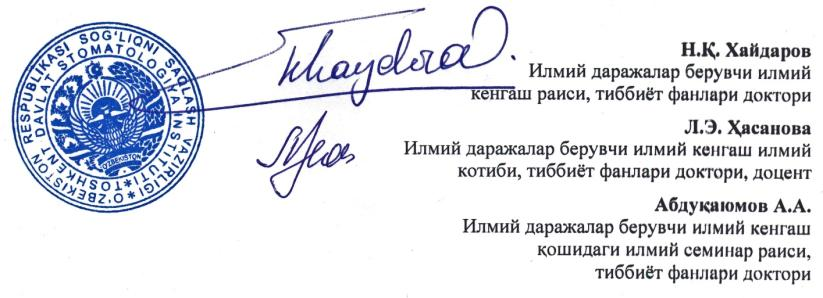 O'ZBEKISTON RESPUBLIKASI SOG'LIQNI SAQLASH VAZIRLIGI
TOSHKENT DAVLAT STOMATOLOGIKA INSTITUTI
O'ZBEKISTON
Н.Қ. Хайдаров
Илмий даражалар берувчи илмий
кенгаш раиси, тиббиёт фанлари доктори
Л.Э. Ҳасанова
Илмий даражалар берувчи илмий кенгаш илмий
котиби, тиббиёт фанлари доктори, доцент
Абдуқаюмов А.А.
Илмий даражалар берувчи илмий кенгаш
қошидаги илмий семинар раиси,
тиббиёт фанлари доктори